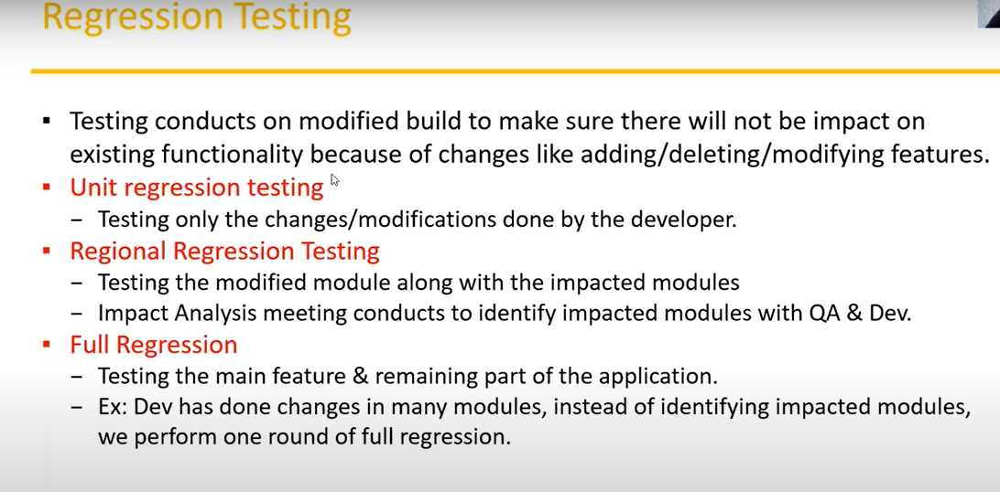 Regression Testing
▪ Testing conducts on modified build to make sure there will not be impact on
existing functionality because of changes like adding/deleting/modifying features.
▪ Unit regression testing
– Testing only the changes/modifications done by the developer.
▪ Regional Regression Testing
– Testing the modified module along with the impacted modules
– Impact Analysis meeting conducts to identify impacted modules with QA & Dev.
▪ Full Regression
– Testing the main feature & remaining part of the application.
– Ex: Dev has done changes in many modules, instead of identifying impacted modules,
we perform one round of full regression.